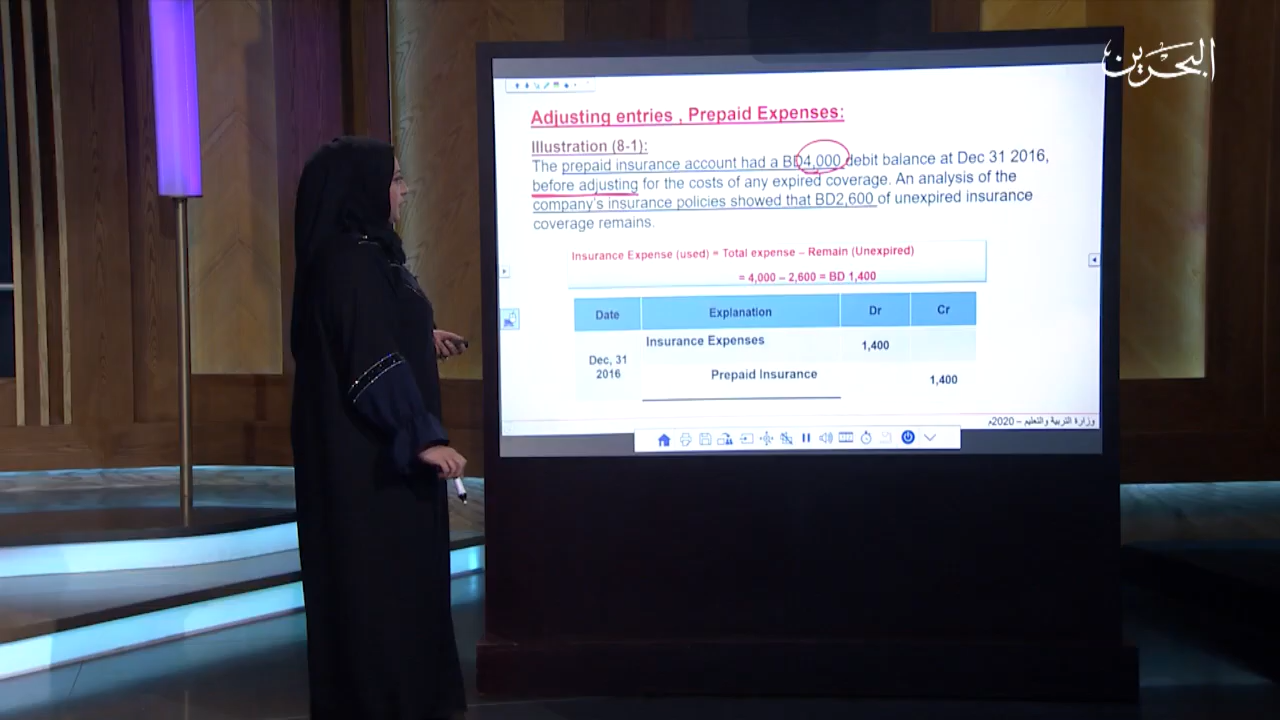 البحرين
Adjusting entries , Prepaid Expenses:
Illustration (8-1):
The prepaid insurance account had a BD4,000 debit balance at Dec 31 2016,
before adjusting for the costs of any expired coverage. An analysis of the
company's insurance policies showed that BD2,600 of unexpired insurance
coverage remains.
Insurance Expense (used) = Total expense – Remain (Unexpired)
= 4,000 – 2,600 = BD 1,400
Date Explanation Dr Cr
Insurance Expenses 1,400
Dec, 31
2016
Prepaid Insurance 1,400
وزارة التربية والتعليم – 2020م